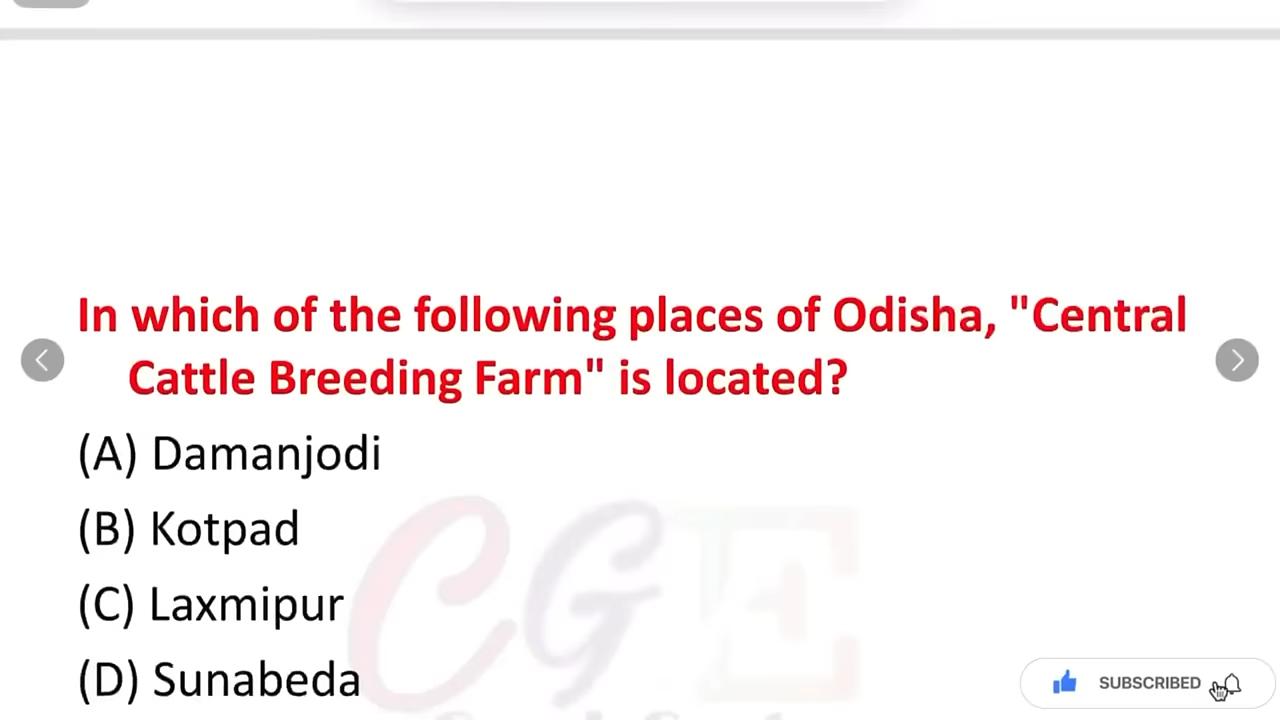 In which of the following places of Odisha, "Central
Cattle Breeding Farm" is located?
(A) Damanjodi
(B) Kotpad
(C) Laxmipur
(D) Sunabeda
CGE
SUBSCRIBED